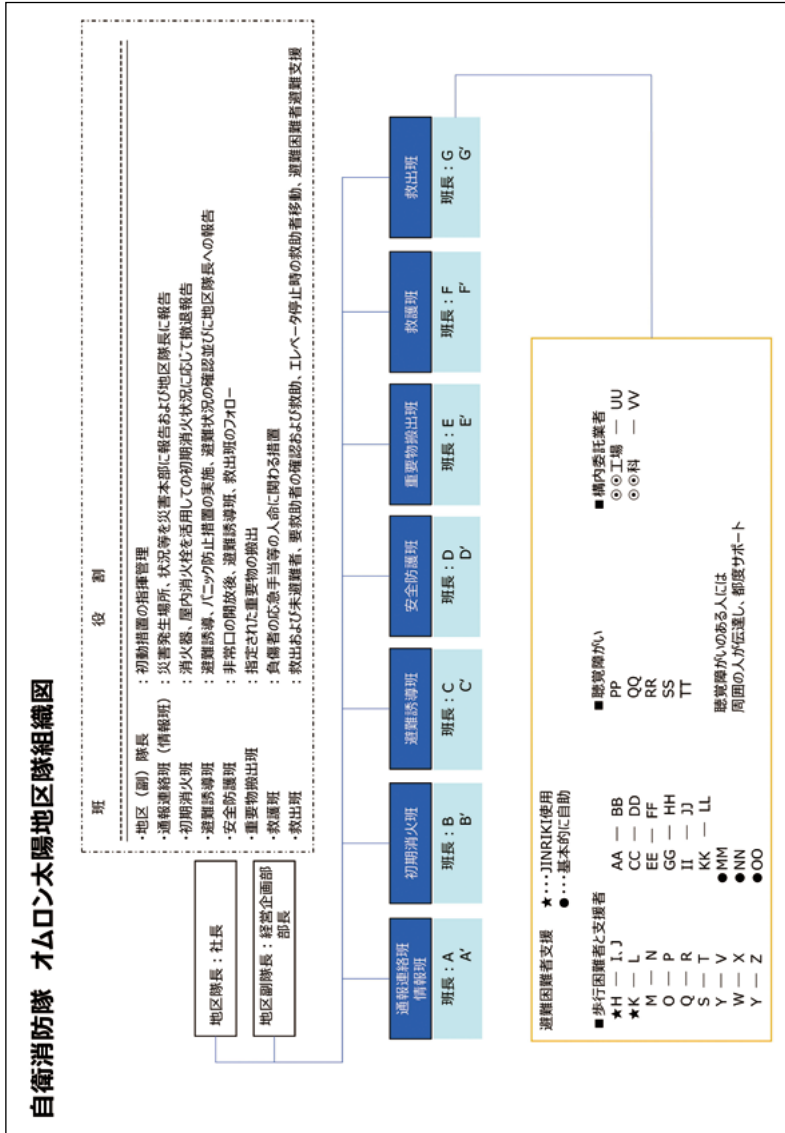 自衛消防隊 オムロン太陽地区隊組織図
班 役 割
・地区（副）隊長 : 初動措置の指揮管理
・通報連絡班（情報班） : 災害発生場所、状況等を災害本部に報告および地区隊長に報告
・初期消火班 : 消火器、屋内消火栓を活用しての初期消火状況に応じて撤退報告
・避難誘導班 : 避難誘導、パニック防止措置の実施、避難状況の確認並びに地区隊長への報告
・安全防護班 : 非常口の開放後、避難誘導班、救出班のフォロー
・重要物搬出班 : 指定された重要物の搬出
・救護班 : 負傷者の応急手当等の人命に関わる措置
・救出班 : 救出および未避難者、要救助者の確認および救助、エレベータ停止時の救助者移動、避難困難者避難支援
地区隊長：社長
地区副隊長：経営企画部
部長
通報連絡班
情報班
班長：A
A′
初期消火班
班長：B
B′
避難誘導班
班長：C
C′
安全防護班
班長：D
D′
重要物搬出班
班長：E
E′
救護班
班長：F
F′
救出班
班長：G
G′
避難困難者支援
★･･･JINRIKI使用
●･･･基本的に自助
■歩行困難者と支援者
★H ― I、J
★K ― L
M ― N
O ― P
Q ― R
S ― T
Y ― V
W ― X
Y ― Z
AA ― BB
CC ― DD
EE ― FF
GG ― HH
II ― JJ
KK ― LL
●MM
●NN
●OO
■聴覚障がい
PP
QQ
RR
SS
TT
聴覚障がいのある人には
周囲の人が伝達し、都度サポート
■構内委託業者
◎◎工場 ― UU
◎◎科 ― VV